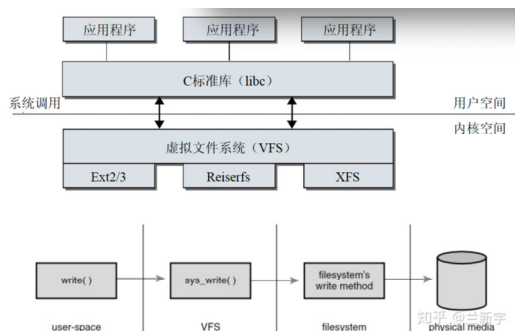 应用程序 应用程序 应用程序
C标准库（libc）
系统调用 用户空间
内核空间
虚拟文件系统（VFS）
Ext2/3 Reiserfs XFS
write( ) sys_write( ) filesystem's
write method
user-space VFS filesystem physical media
知乎 @兰新宇